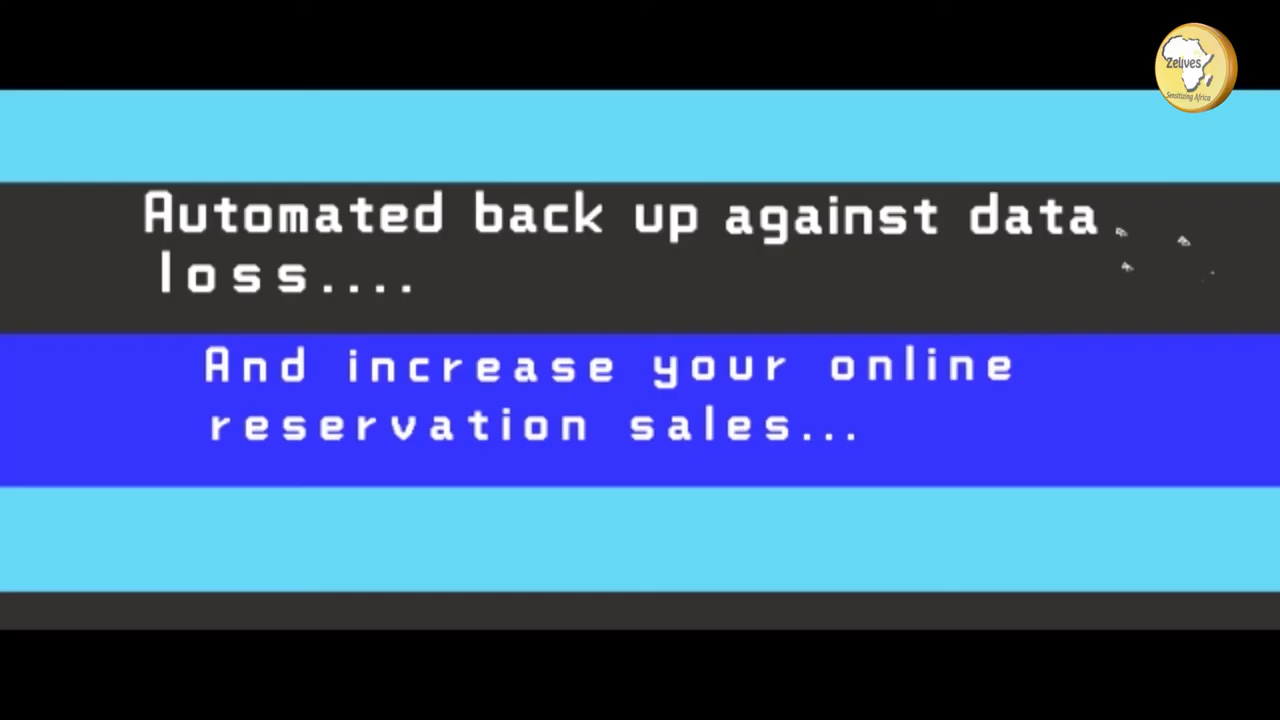 Zelives
Sensitizing Africa
Automated back up against data
loss....
And increase your online
reservation sales...